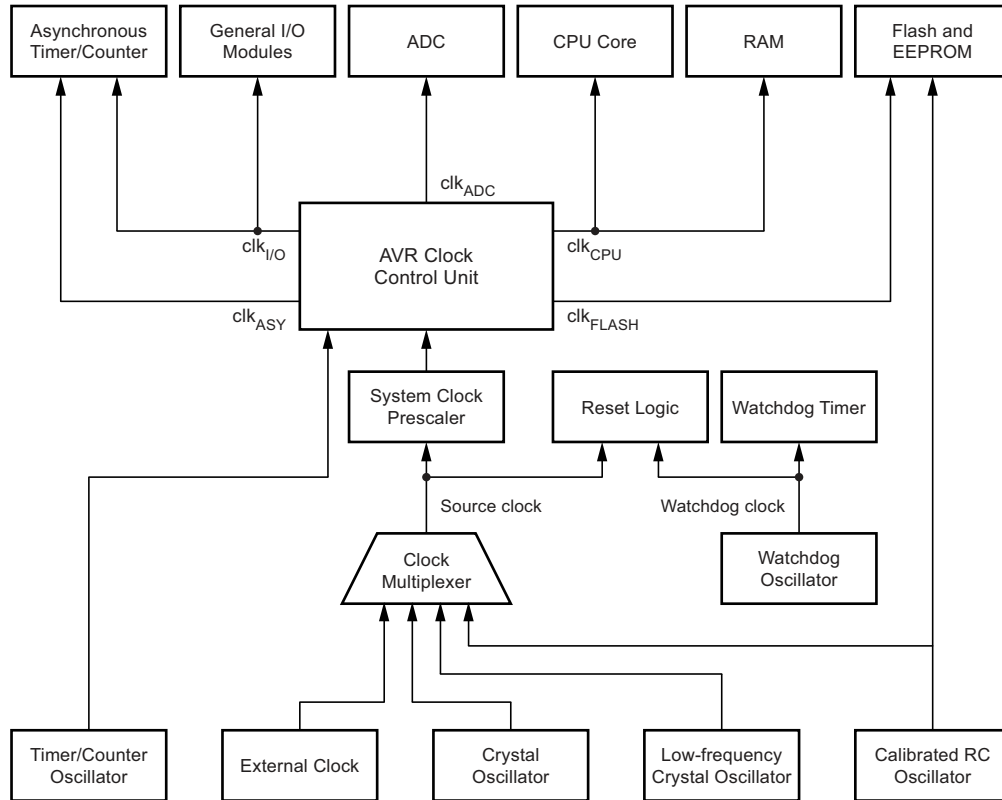 Asynchronous
Timer/Counter
General I/O
Modules
ADC
CPU Core
RAM
Flash and
EEPROM
clkADC
clkI/O
AVR Clock
Control Unit
clkCPU
clkASY
clkFLASH
System Clock
Prescaler
Reset Logic
Watchdog Timer
Source clock
Watchdog clock
Clock
Multiplexer
Watchdog
Oscillator
Timer/Counter
Oscillator
External Clock
Crystal
Oscillator
Low-frequency
Crystal Oscillator
Calibrated RC
Oscillator